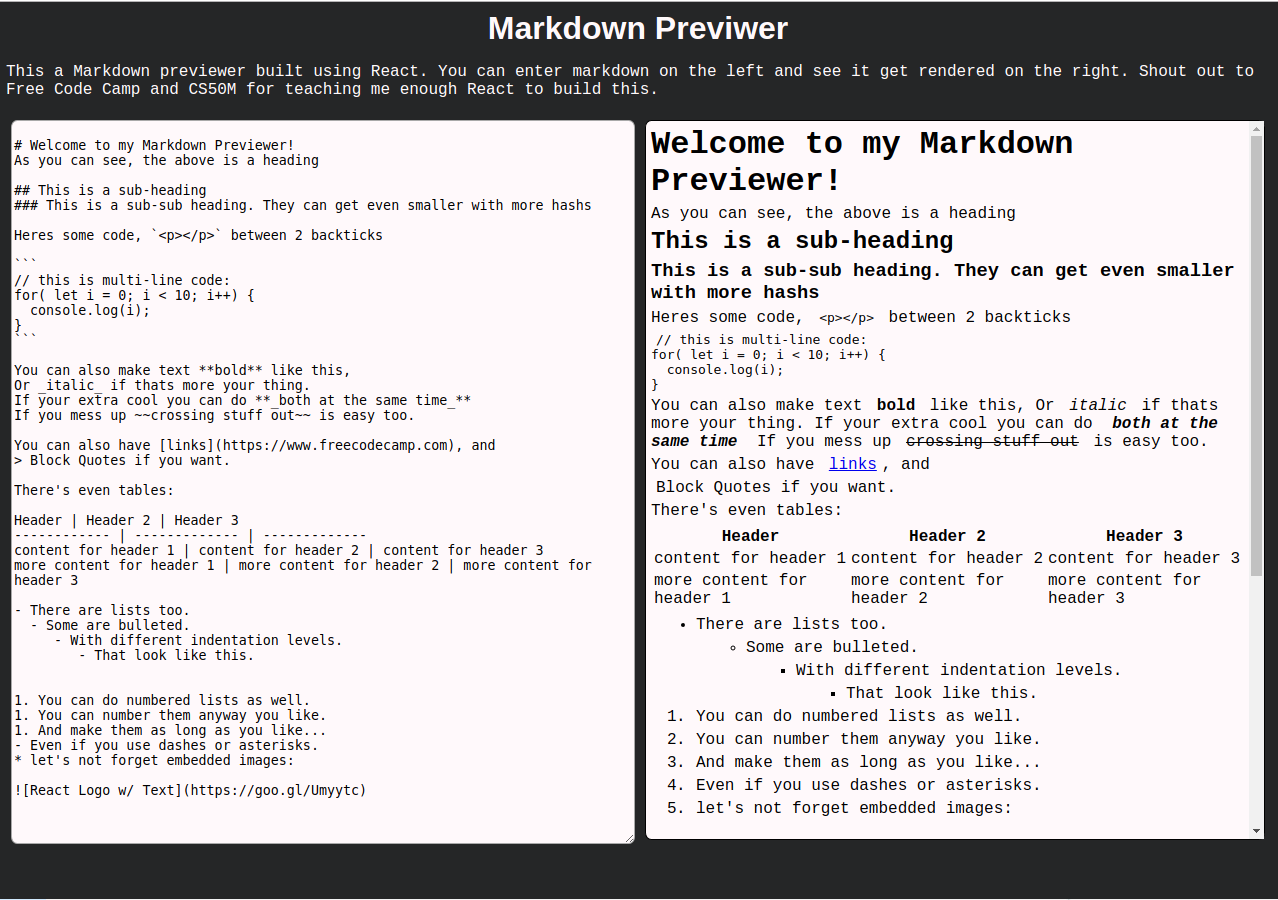 Markdown Previwer
This a Markdown previewer built using React. You can enter markdown on the left and see it get rendered on the right. Shout out to
Free Code Camp and CS50M for teaching me enough React to build this.
# Welcome to my Markdown Previewer!
As you can see, the above is a heading
## This is a sub-heading
### This is a sub-sub heading. They can get even smaller with more hashs
Heres some code, `<p></p>` between 2 backticks
```
// this is multi-line code:
for( let i = 0; i < 10; i++) {
  console.log(i);
}
```
You can also make text **bold** like this,
Or _italic_ if thats more your thing.
If your extra cool you can do **_both at the same time_**
If you mess up ~~crossing stuff out~~ is easy too.
You can also have [links](https://www.freecodecamp.com), and
> Block Quotes if you want.
There's even tables:
Header | Header 2 | Header 3
------------ | ------------- | -------------
content for header 1 | content for header 2 | content for header 3
more content for header 1 | more content for header 2 | more content for
header 3
- There are lists too.
  - Some are bulleted.
     - With different indentation levels.
        - That look like this.
1. You can do numbered lists as well.
1. You can number them anyway you like.
1. And make them as long as you like...
- Even if you use dashes or asterisks.
* let's not forget embedded images:
![React Logo w/ Text](https://goo.gl/Umyytc)
Welcome to my Markdown
Previewer!
As you can see, the above is a heading
This is a sub-heading
This is a sub-sub heading. They can get even smaller
with more hashs
Heres some code, <p></p> between 2 backticks
// this is multi-line code:
for( let i = 0; i < 10; i++) {
  console.log(i);
}
You can also make text bold like this, Or italic if thats
more your thing. If your extra cool you can do both at the
same time If you mess up crossing stuff out is easy too.
You can also have links, and
Block Quotes if you want.
There's even tables:
Header Header 2 Header 3
content for header 1 content for header 2 content for header 3
more content for more content for more content for
header 1 header 2 header 3
• There are lists too.
◦ Some are bulleted.
▪ With different indentation levels.
▪ That look like this.
1. You can do numbered lists as well.
2. You can number them anyway you like.
3. And make them as long as you like...
4. Even if you use dashes or asterisks.
5. let's not forget embedded images: